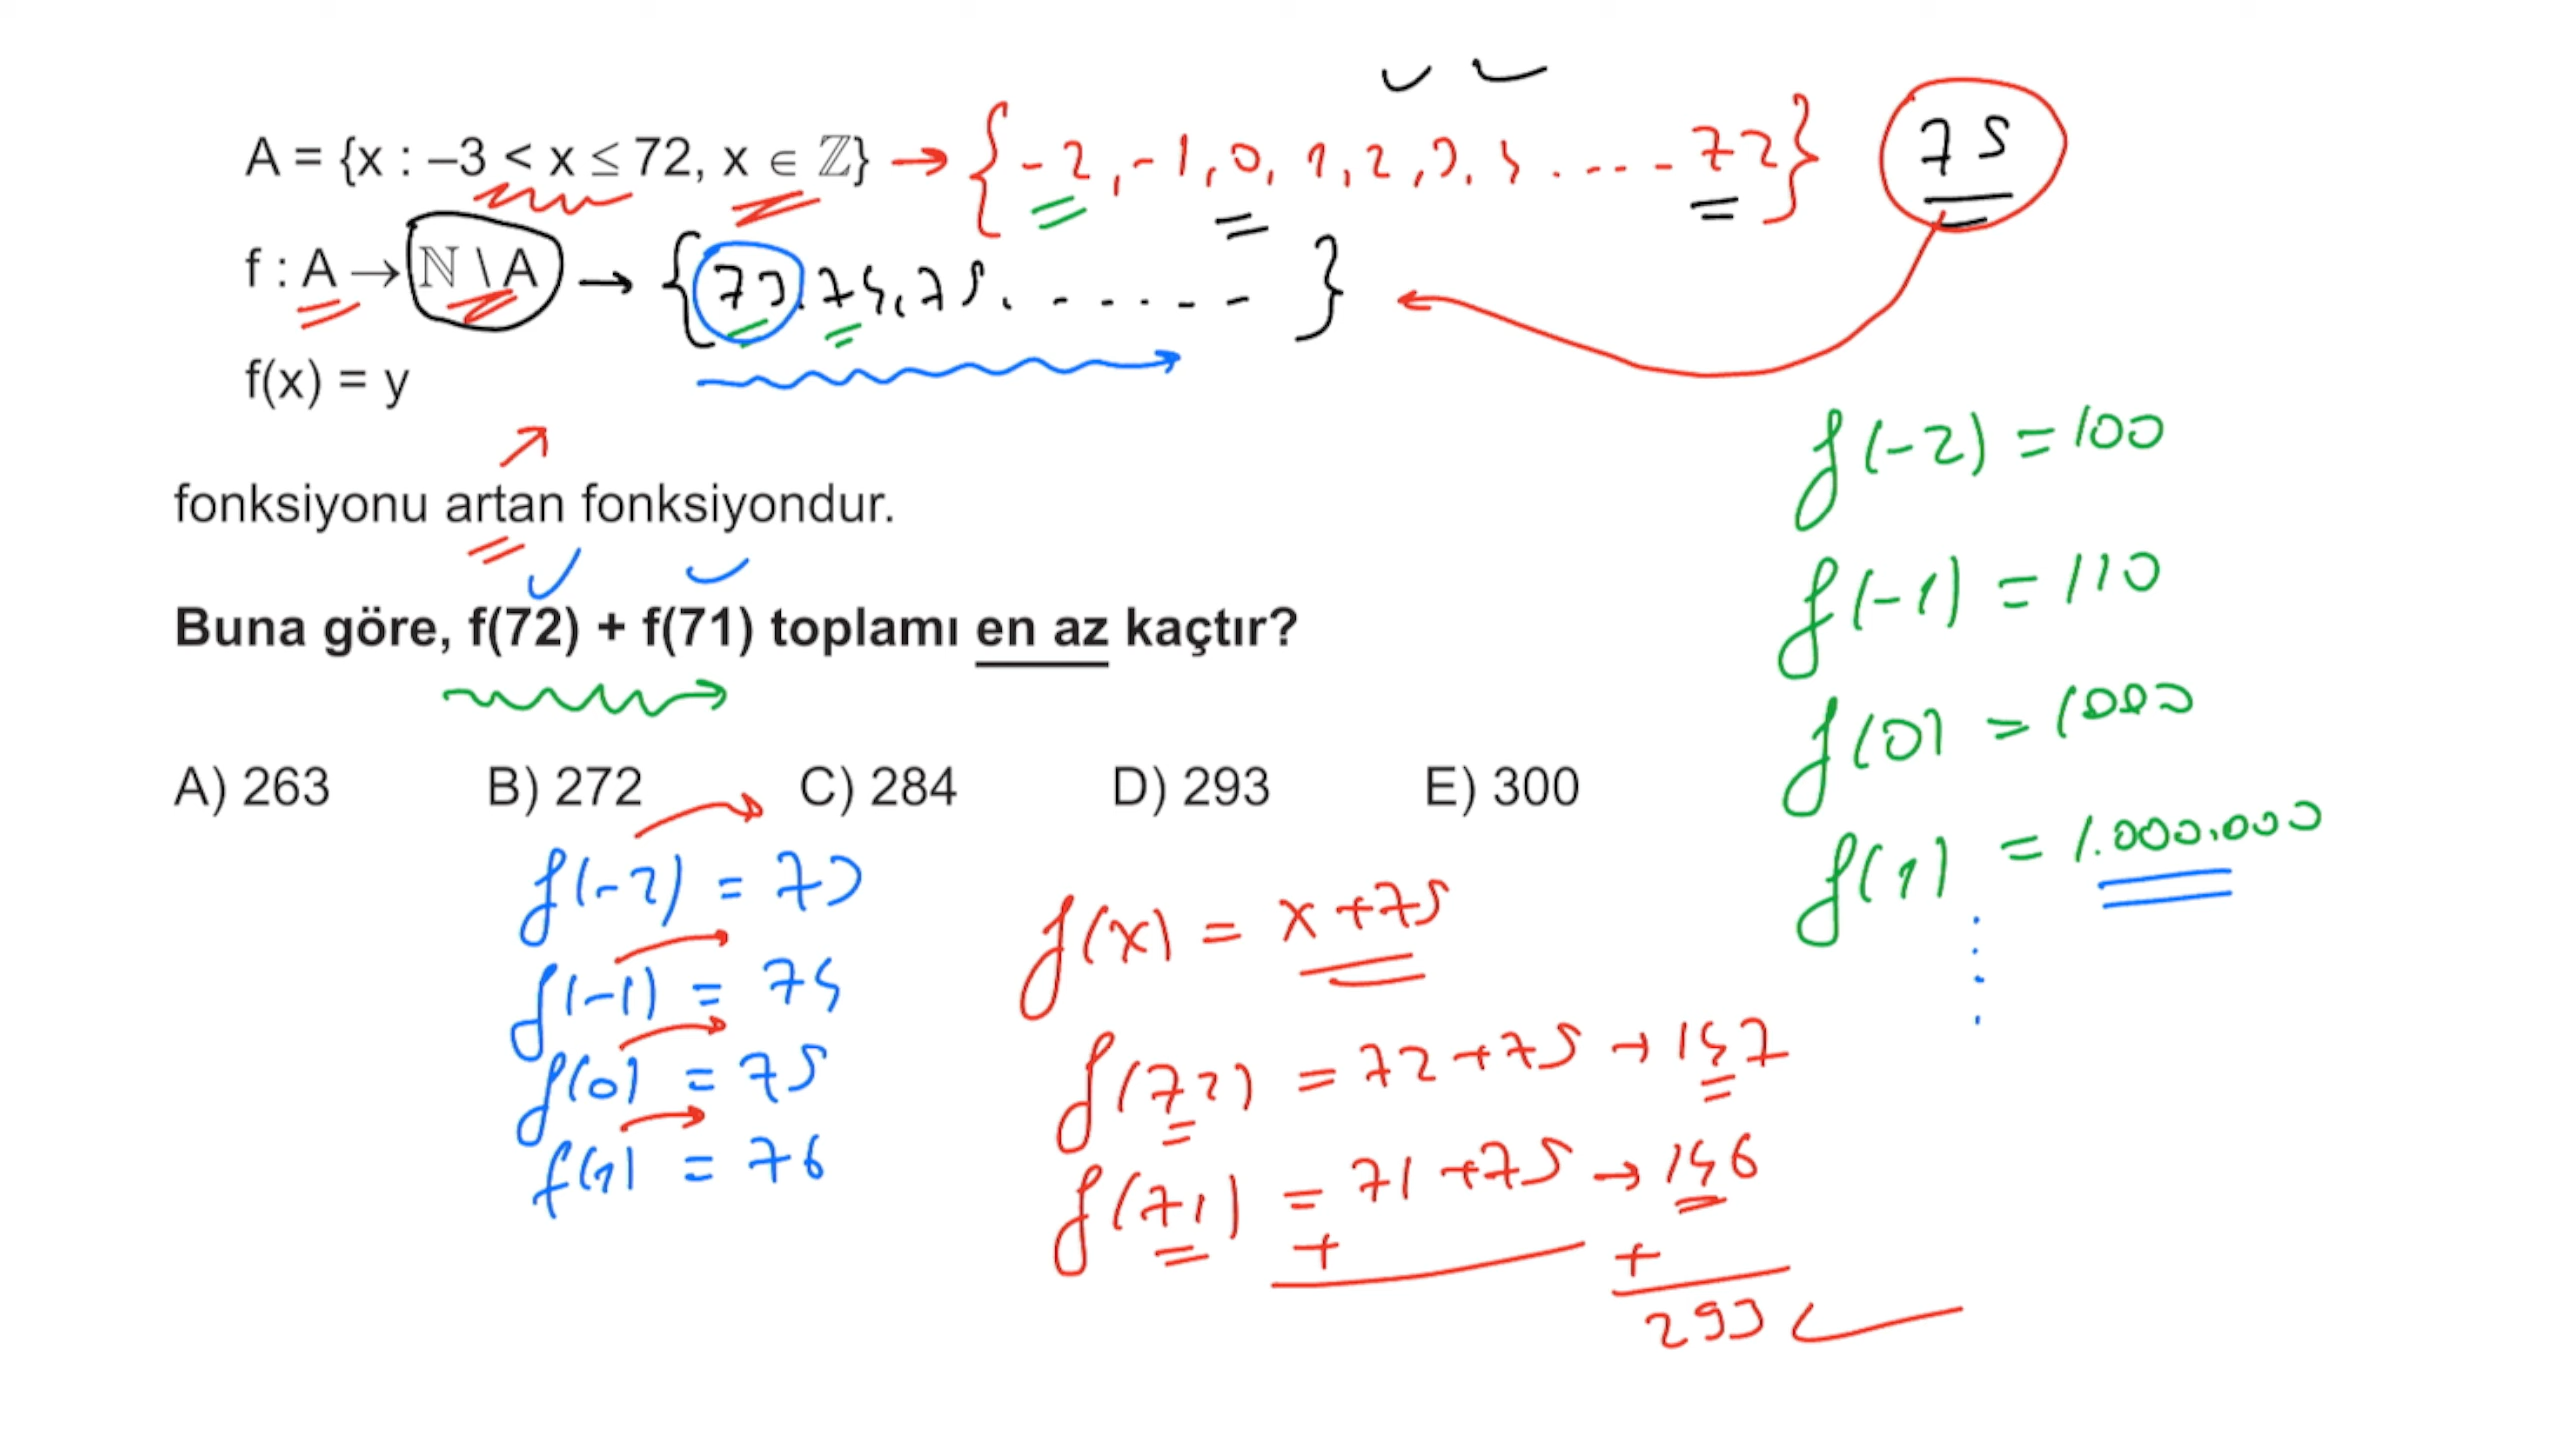 A = {x : –3 < x ≤ 72, x ∈ ℤ} → {-2, -1, 0, 1, 2, 3, 4 . ... - 72} 75
f : A → ℕ \ A → {73, 74, 75, . - - - - - }
f(x) = y
fonksiyonu artan fonksiyondur.
Buna göre, f(72) + f(71) toplamı en az kaçtır?
A) 263 B) 272 C) 284 D) 293 E) 300
f(-2) = 73
f(-1) = 74
f(0) = 75
f(1) = 76
f(x) = x+75
f(72) = 72+75 → 147
f(71) = 71+75 → 146
+ +
293
f(-2) = 100
f(-1) = 110
f(0) = 1000
f(1) = 1.000.000